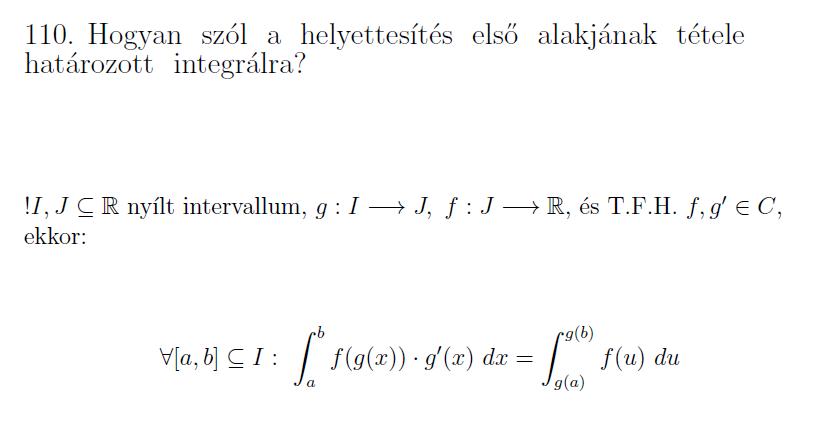 110. Hogyan szól a helyettesítés első alakjának tétele
határozott integrálra?
!I, J ⊆ ℝ nyílt intervallum, g : I ⟶ J, f : J ⟶ ℝ, és T.F.H. f, g′ ∈ C,
ekkor:
∀[a, b] ⊆ I : ∫_a^b f(g(x)) · g′(x) dx = ∫_{g(a)}^{g(b)} f(u) du